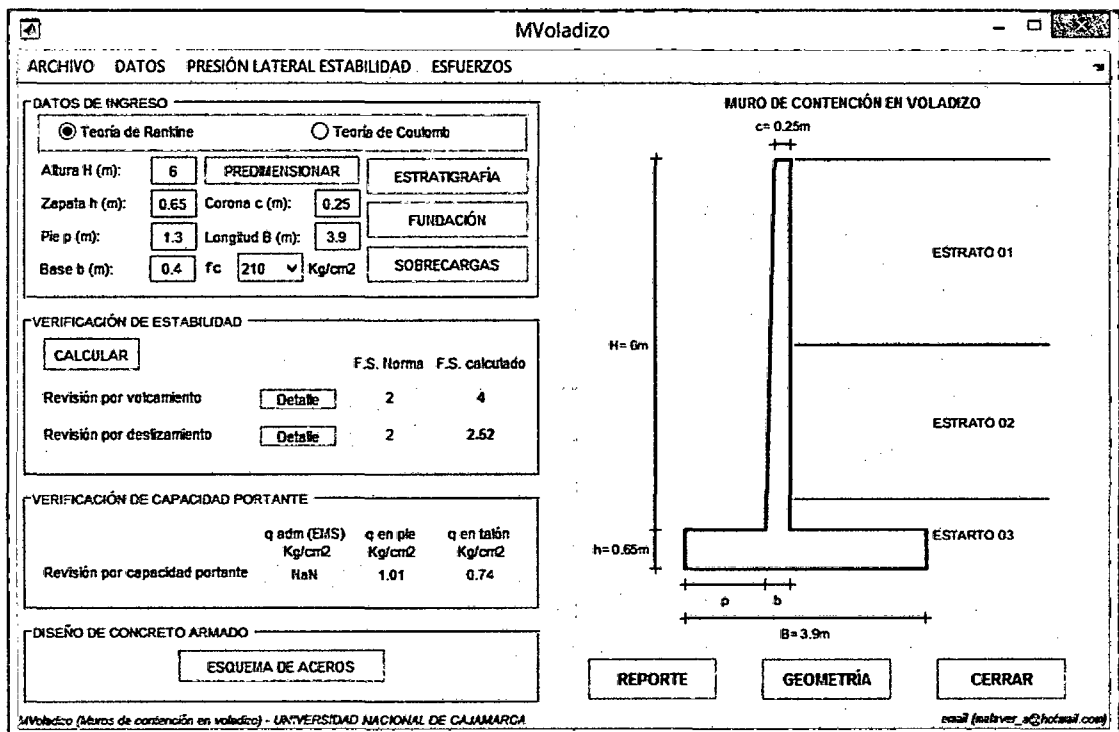 MVoladizo
ARCHIVO DATOS PRESIÓN LATERAL ESTABILIDAD ESFUERZOS
DATOS DE INGRESO
Teoría de Rankine Teoría de Coulomb
Altura H (m): 6 PREDIMENSIONAR ESTRATIGRAFÍA
Zapata h (m): 0.65 Corona c (m): 0.25
FUNDACIÓN
Pie p (m): 1.3 Longitud B (m): 3.9
Base b (m): 0.4 f'c 210 Kg/cm2 SOBRECARGAS
VERIFICACIÓN DE ESTABILIDAD
CALCULAR
F.S. Norma F.S. calculado
Revisión por volcamiento Detalle 2 4
Revisión por deslizamiento Detalle 2 2.52
VERIFICACIÓN DE CAPACIDAD PORTANTE
q adm (EMS) q en pie q en talón
Kg/cm2 Kg/cm2 Kg/cm2
Revisión por capacidad portante NaN 1.01 0.74
DISEÑO DE CONCRETO ARMADO
ESQUEMA DE ACEROS
MURO DE CONTENCIÓN EN VOLADIZO
c= 0.25m
ESTRATO 01
H= 6m
ESTRATO 02
h= 0.65m
ESTARTO 03
p b
B= 3.9m
REPORTE GEOMETRÍA CERRAR
MVoladizo (Muros de contención en voladizo) - UNIVERSIDAD NACIONAL DE CAJAMARCA
email (malaver_a@hotmail.com)